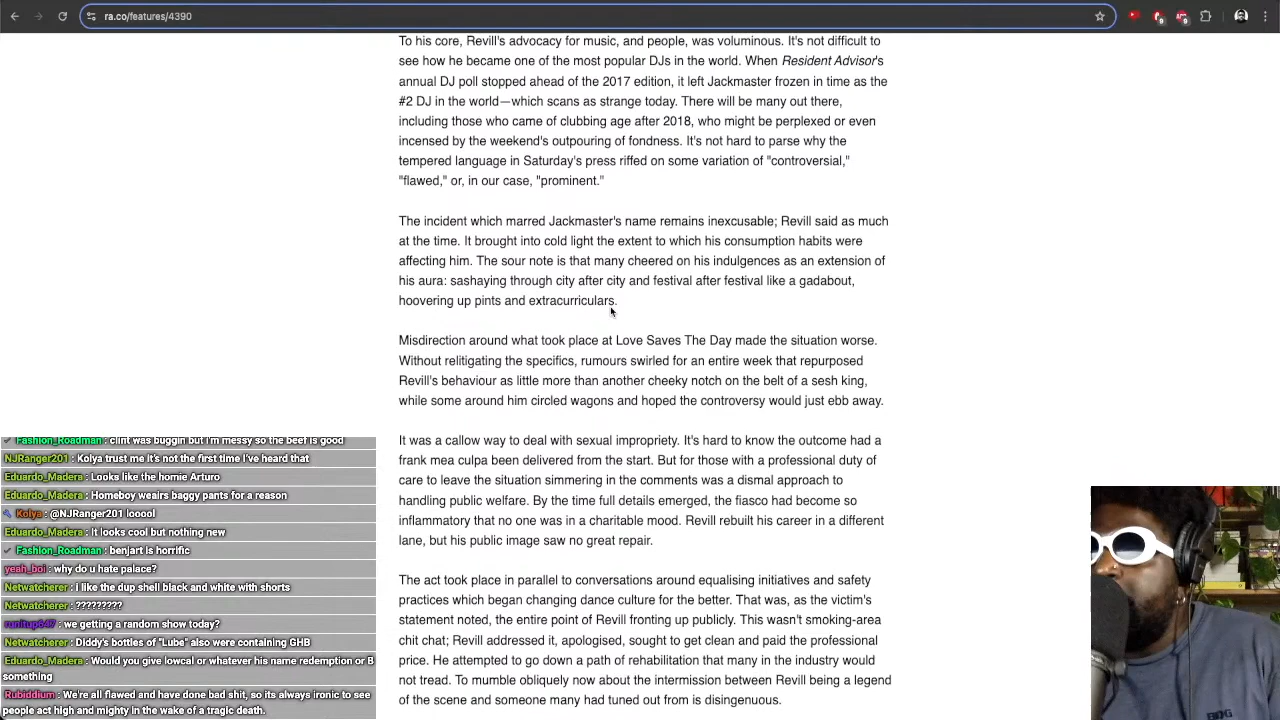 ra.co/features/4390
To his core, Revill's advocacy for music, and people, was voluminous. It's not difficult to
see how he became one of the most popular DJs in the world. When Resident Advisor's
annual DJ poll stopped ahead of the 2017 edition, it left Jackmaster frozen in time as the
#2 DJ in the world—which scans as strange today. There will be many out there,
including those who came of clubbing age after 2018, who might be perplexed or even
incensed by the weekend's outpouring of fondness. It's not hard to parse why the
tempered language in Saturday's press riffed on some variation of "controversial,"
"flawed," or, in our case, "prominent."
The incident which marred Jackmaster's name remains inexcusable; Revill said as much
at the time. It brought into cold light the extent to which his consumption habits were
affecting him. The sour note is that many cheered on his indulgences as an extension of
his aura: sashaying through city after city and festival after festival like a gadabout,
hoovering up pints and extracurriculars.
Misdirection around what took place at Love Saves The Day made the situation worse.
Without relitigating the specifics, rumours swirled for an entire week that repurposed
Revill's behaviour as little more than another cheeky notch on the belt of a sesh king,
while some around him circled wagons and hoped the controversy would just ebb away.
It was a callow way to deal with sexual impropriety. It's hard to know the outcome had a
frank mea culpa been delivered from the start. But for those with a professional duty of
care to leave the situation simmering in the comments was a dismal approach to
handling public welfare. By the time full details emerged, the fiasco had become so
inflammatory that no one was in a charitable mood. Revill rebuilt his career in a different
lane, but his public image saw no great repair.
The act took place in parallel to conversations around equalising initiatives and safety
practices which began changing dance culture for the better. That was, as the victim's
statement noted, the entire point of Revill fronting up publicly. This wasn't smoking-area
chit chat; Revill addressed it, apologised, sought to get clean and paid the professional
price. He attempted to go down a path of rehabilitation that many in the industry would
not tread. To mumble obliquely now about the intermission between Revill being a legend
of the scene and someone many had tuned out from is disingenuous.
Fashion_Roadman: clint was buggin but i'm messy so the beef is good
NJRanger201: Kolya trust me it's not the first time I've heard that
Eduardo_Madera: Looks like the homie Arturo
Eduardo_Madera: Homeboy weairs baggy pants for a reason
Kolya: @NJRanger201 looool
Eduardo_Madera: It looks cool but nothing new
Fashion_Roadman: benjart is horrific
yeah_boi: why do u hate palace?
Netwatcherer: i like the dup shell black and white with shorts
Netwatcherer: ?????????
runitup647: we getting a random show today?
Netwatcherer: Diddy's bottles of "Lube" also were containing GHB
Eduardo_Madera: Would you give lowcal or whatever his name redemption or B
something
Rubiddium: We're all flawed and have done bad shit, so its always ironic to see
people act high and mighty in the wake of a tragic death.